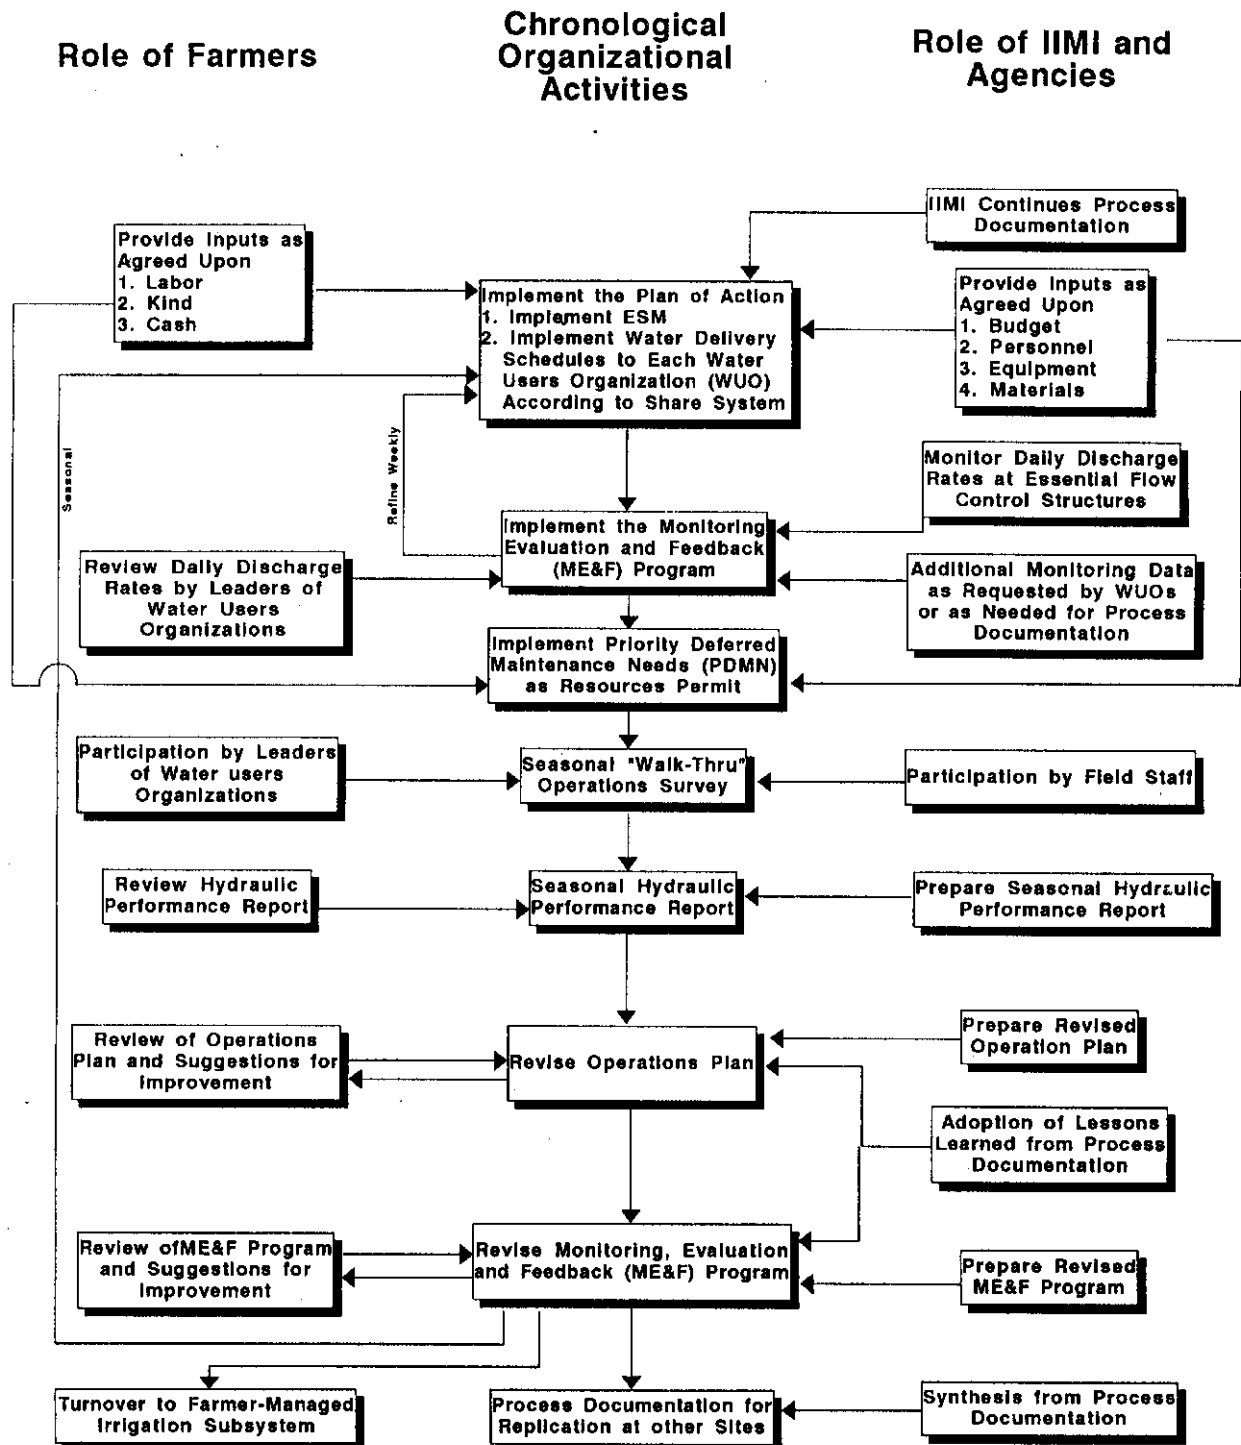 Role of Farmers
Chronological
Organizational
Activities
Role of IIMI and
Agencies
IIMI Continues Process
Documentation
Provide Inputs as
Agreed Upon
1. Labor
2. Kind
3. Cash
Implement the Plan of Action
1. Implement ESM
2. Implement Water Delivery
Schedules to Each Water
Users Organization (WUO)
According to Share System
Provide Inputs as
Agreed Upon
1. Budget
2. Personnel
3. Equipment
4. Materials
Seasonal
Refine Weekly
Monitor Daily Discharge
Rates at Essential Flow
Control Structures
Implement the Monitoring
Evaluation and Feedback
(ME&F) Program
Review Daily Discharge
Rates by Leaders of
Water Users
Organizations
Additional Monitoring Data
as Requested by WUOs
or as Needed for Process
Documentation
Implement Priority Deferred
Maintenance Needs (PDMN)
as Resources Permit
Participation by Leaders
of Water users
Organizations
Seasonal "Walk-Thru"
Operations Survey
Participation by Field Staff
Review Hydraulic
Performance Report
Seasonal Hydraulic
Performance Report
Prepare Seasonal Hydraulic
Performance Report
Review of Operations
Plan and Suggestions for
Improvement
Revise Operations Plan
Prepare Revised
Operation Plan
Adoption of Lessons
Learned from Process
Documentation
Review ofME&F Program
and Suggestions for
Improvement
Revise Monitoring, Evaluation
and Feedback (ME&F) Program
Prepare Revised
ME&F Program
Turnover to Farmer-Managed
Irrigation Subsystem
Process Documentation for
Replication at other Sites
Synthesis from Process
Documentation